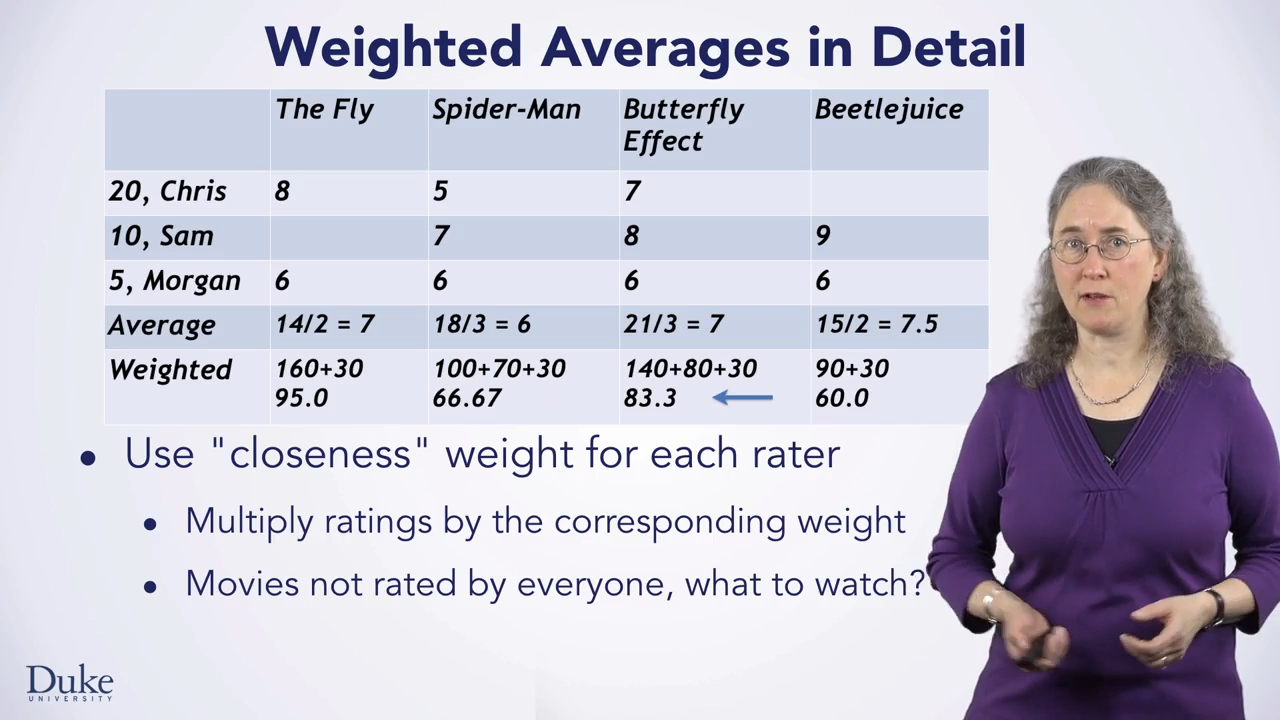 Weighted Averages in Detail
The Fly Spider-Man Butterfly Beetlejuice
Effect
20, Chris 8 5 7
10, Sam 7 8 9
5, Morgan 6 6 6 6
Average 14/2 = 7 18/3 = 6 21/3 = 7 15/2 = 7.5
Weighted 160+30 100+70+30 140+80+30 90+30
95.0 66.67 83.3 60.0
• Use "closeness" weight for each rater
• Multiply ratings by the corresponding weight
• Movies not rated by everyone, what to watch?
Duke
UNIVERSITY